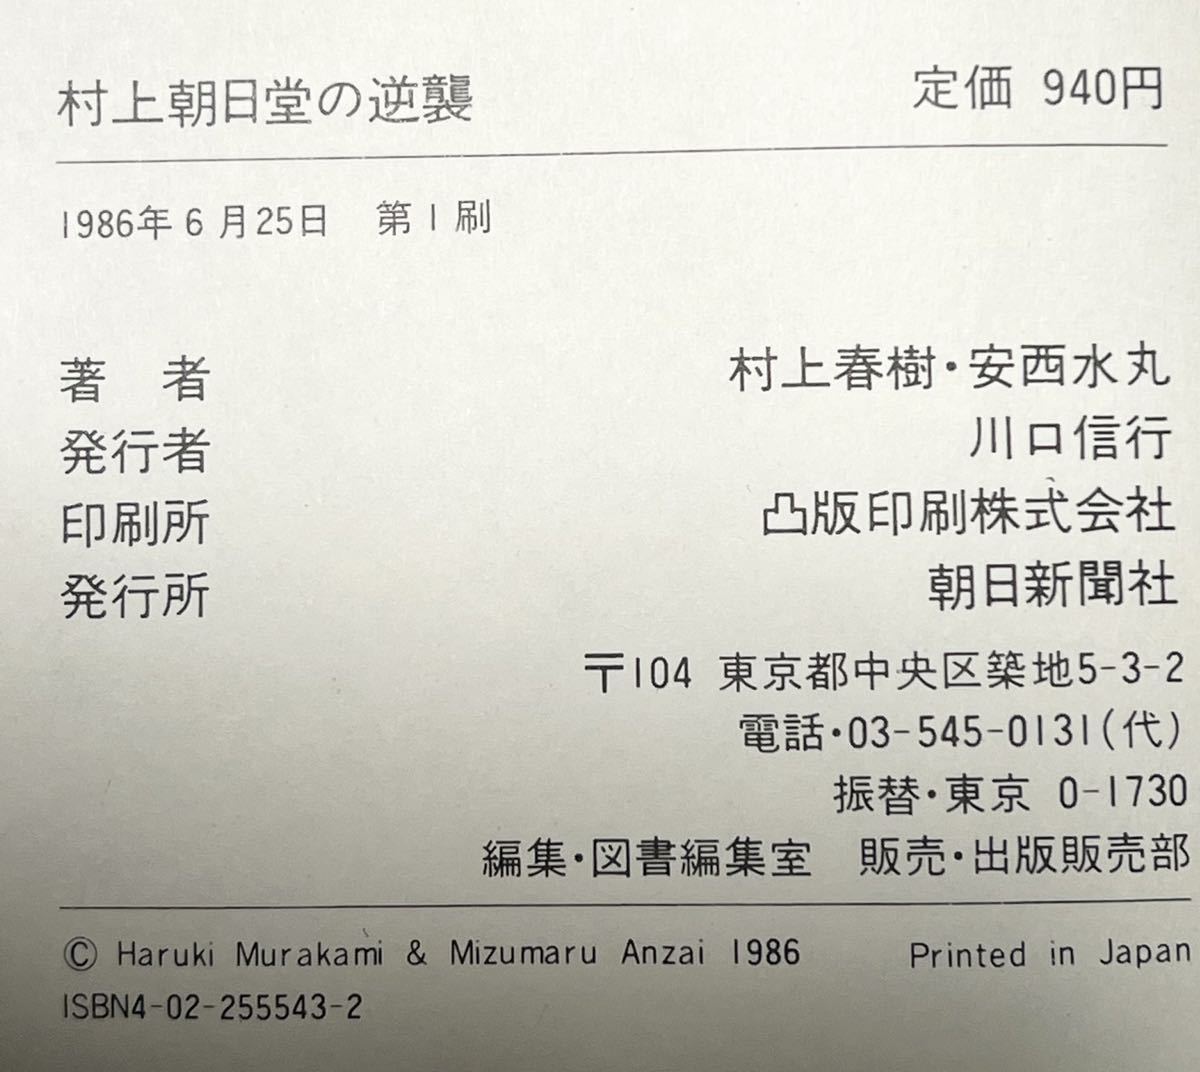 村上朝日堂の逆襲 定価 940円
1986年6月25日 第1刷
著 者 村上春樹・安西水丸
発行者 川口信行
印刷所 凸版印刷株式会社
発行所 朝日新聞社
〒104 東京都中央区築地5-3-2
電話・03-545-0131(代)
振替・東京 0-1730
編集・図書編集室 販売・出版販売部
© Haruki Murakami & Mizumaru Anzai 1986 Printed in Japan
ISBN4-02-255543-2